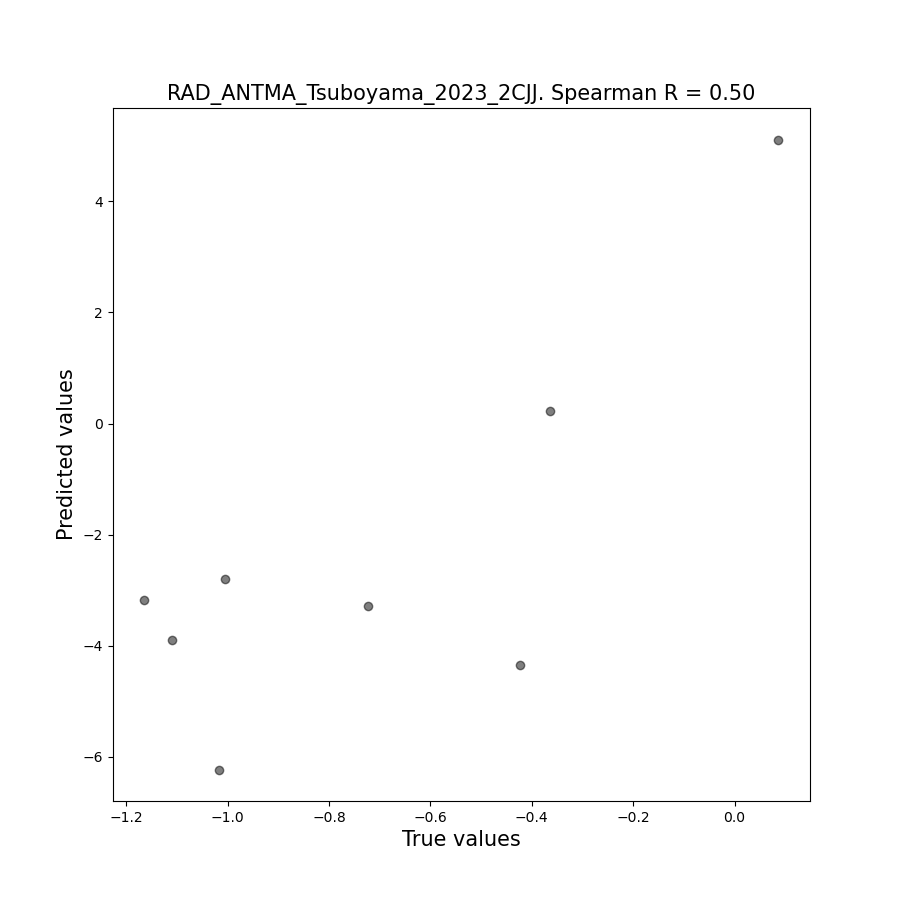 RAD_ANTMA_Tsuboyama_2023_2CJJ. Spearman R = 0.50
Predicted values
4
2
0
−2
−4
−6
−1.2 −1.0 −0.8 −0.6 −0.4 −0.2 0.0
True values